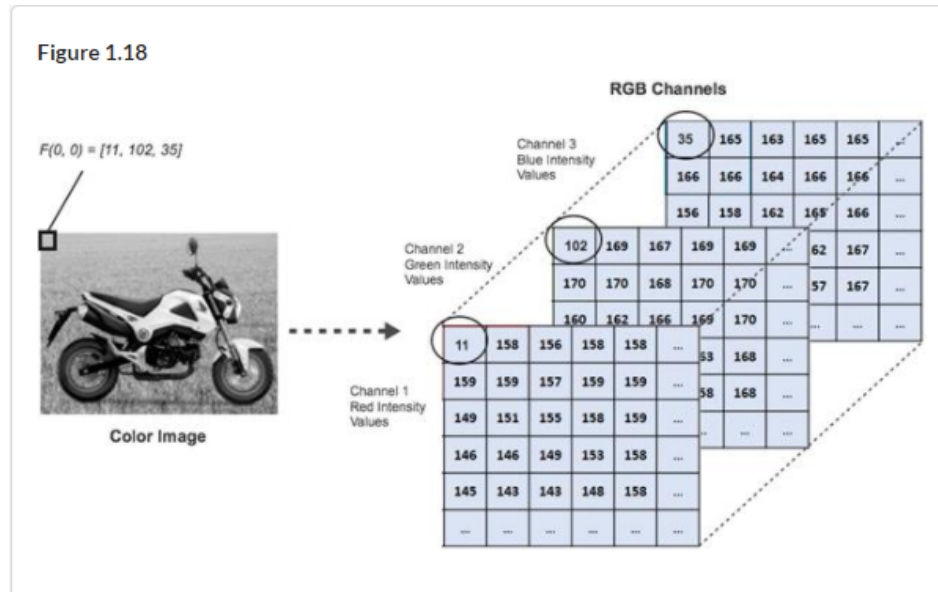 Figure 1.18
RGB Channels
F(0, 0) = [11, 102, 35]
Channel 3
Blue Intensity
Values
35 165 163 165 165 ...
166 166 164 166 166 ...
156 158 162 165 166 ...
62 167 ...
57 167 ...
... ... ... ...
Channel 2
Green Intensity
Values
102 169 167 169 169 ...
170 170 168 170 170 ...
160 162 166 169 170 ...
168 ...
168 ...
... ... ...
Channel 1
Red Intensity
Values
11 158 156 158 158 ...
159 159 157 159 159 ...
149 151 155 158 159 ...
146 146 149 153 158 ...
145 143 143 148 158 ...
... ... ... ... ... ...
Color Image